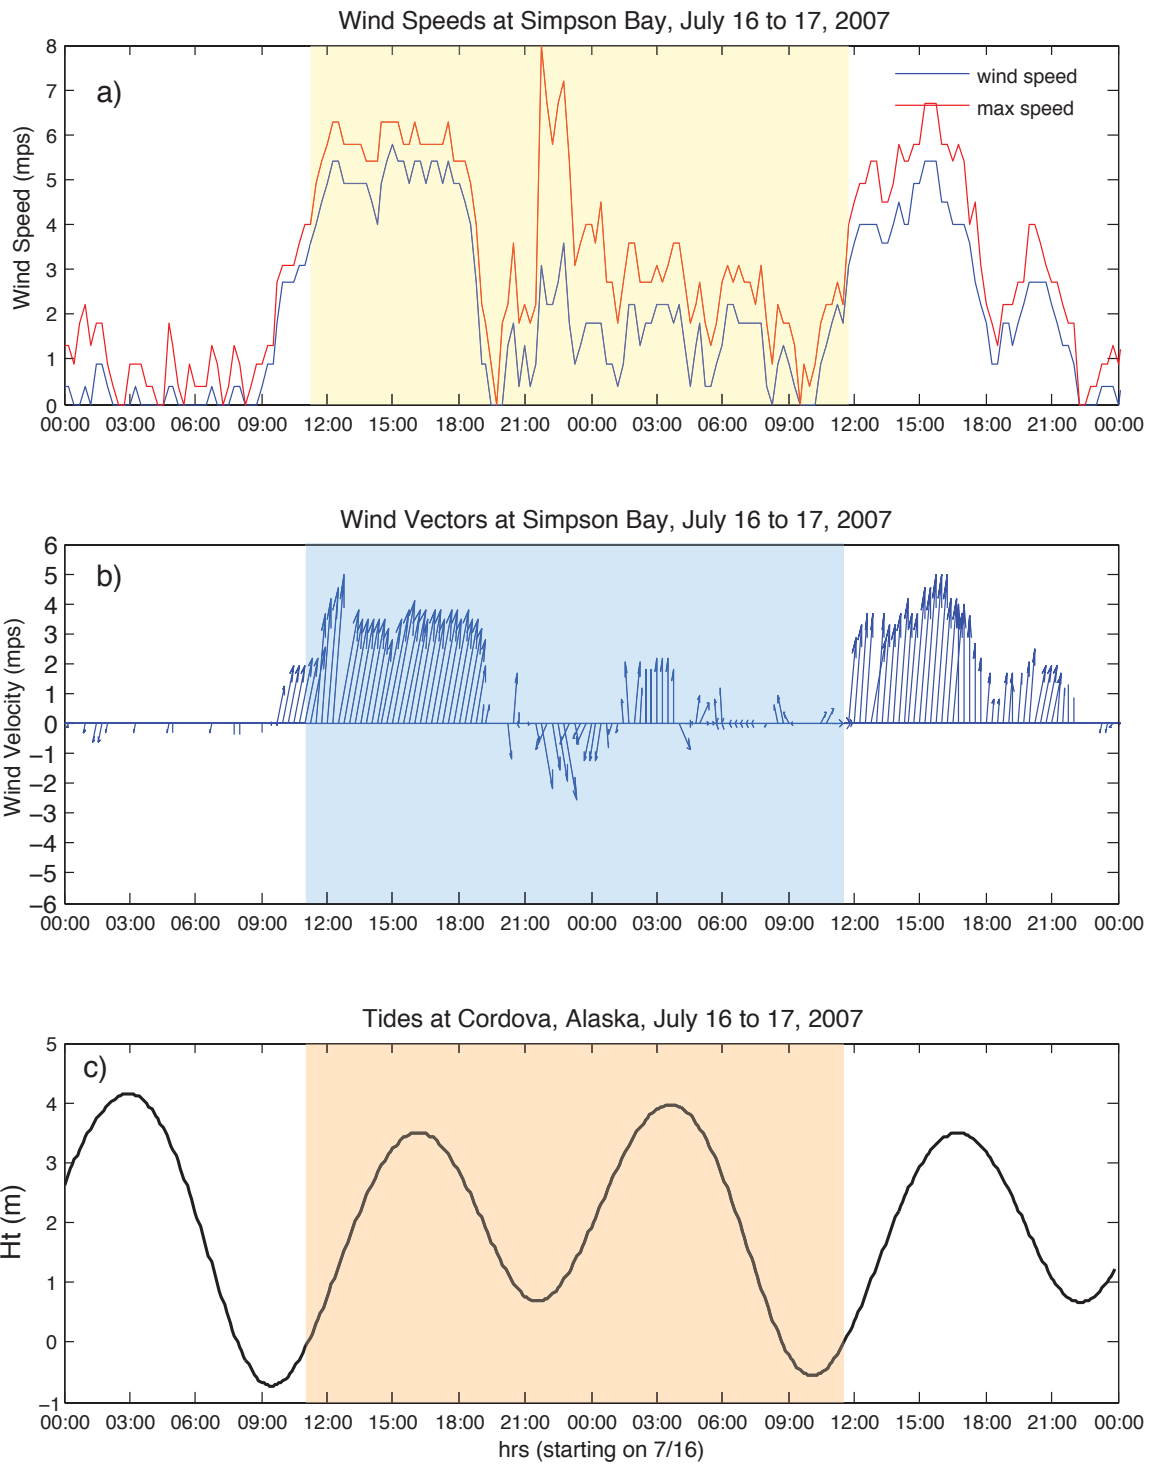 Wind Speeds at Simpson Bay, July 16 to 17, 2007
a)
wind speed
max speed
Wind Speed (mps)
8
7
6
5
4
3
2
1
0
00:00 03:00 06:00 09:00 12:00 15:00 18:00 21:00 00:00 03:00 06:00 09:00 12:00 15:00 18:00 21:00 00:00
Wind Vectors at Simpson Bay, July 16 to 17, 2007
b)
Wind Velocity (mps)
6
5
4
3
2
1
0
−1
−2
−3
−4
−5
−6
00:00 03:00 06:00 09:00 12:00 15:00 18:00 21:00 00:00 03:00 06:00 09:00 12:00 15:00 18:00 21:00 00:00
Tides at Cordova, Alaska, July 16 to 17, 2007
c)
Ht (m)
5
4
3
2
1
0
−1
00:00 03:00 06:00 09:00 12:00 15:00 18:00 21:00 00:00 03:00 06:00 09:00 12:00 15:00 18:00 21:00 00:00
hrs (starting on 7/16)